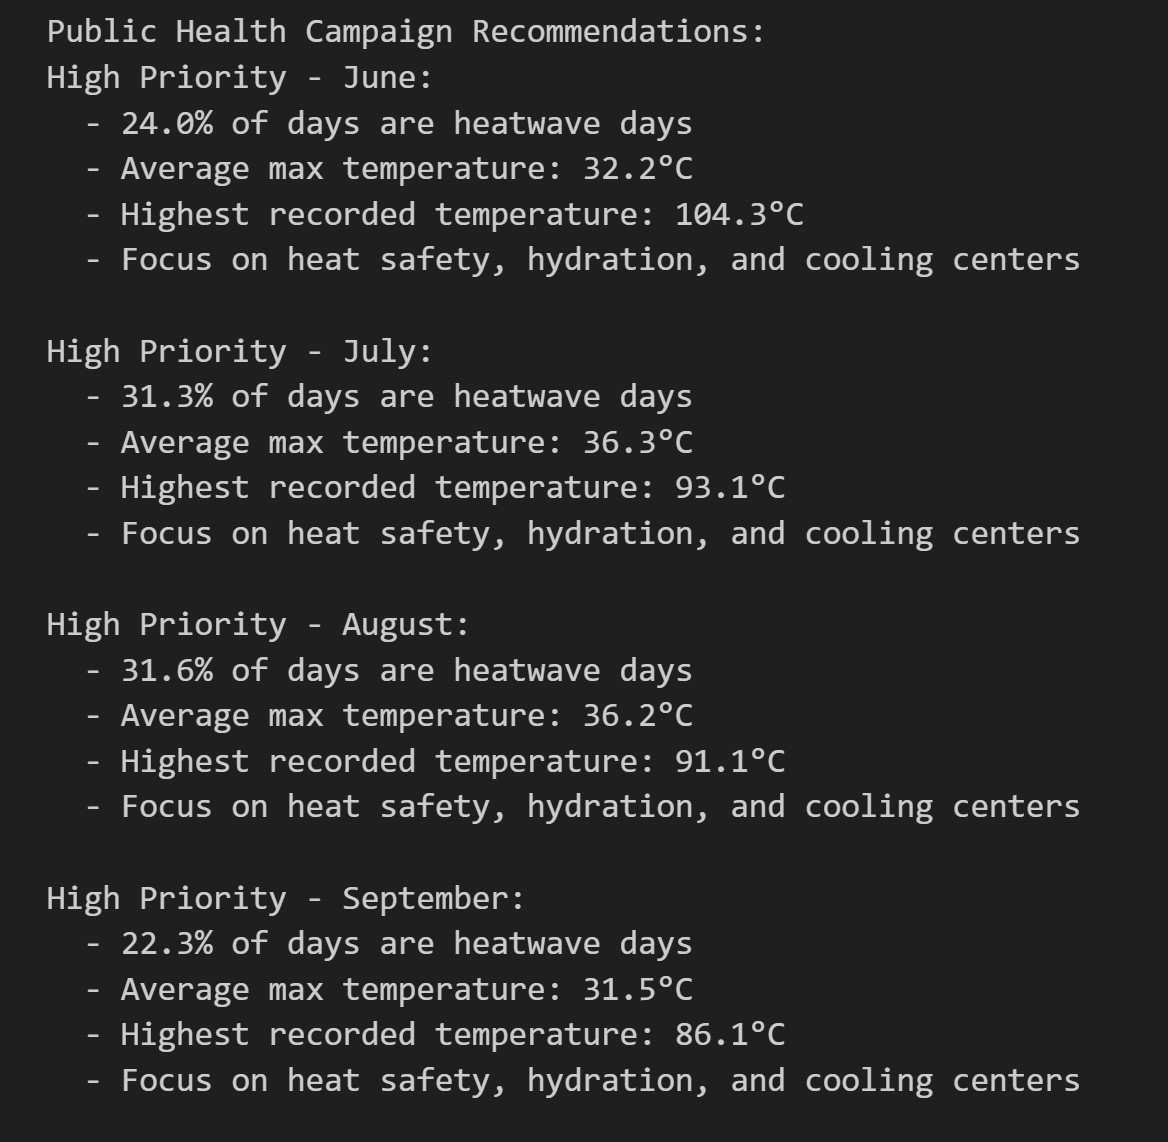 Public Health Campaign Recommendations:
High Priority - June:
  - 24.0% of days are heatwave days
  - Average max temperature: 32.2°C
  - Highest recorded temperature: 104.3°C
  - Focus on heat safety, hydration, and cooling centers

High Priority - July:
  - 31.3% of days are heatwave days
  - Average max temperature: 36.3°C
  - Highest recorded temperature: 93.1°C
  - Focus on heat safety, hydration, and cooling centers

High Priority - August:
  - 31.6% of days are heatwave days
  - Average max temperature: 36.2°C
  - Highest recorded temperature: 91.1°C
  - Focus on heat safety, hydration, and cooling centers

High Priority - September:
  - 22.3% of days are heatwave days
  - Average max temperature: 31.5°C
  - Highest recorded temperature: 86.1°C
  - Focus on heat safety, hydration, and cooling centers